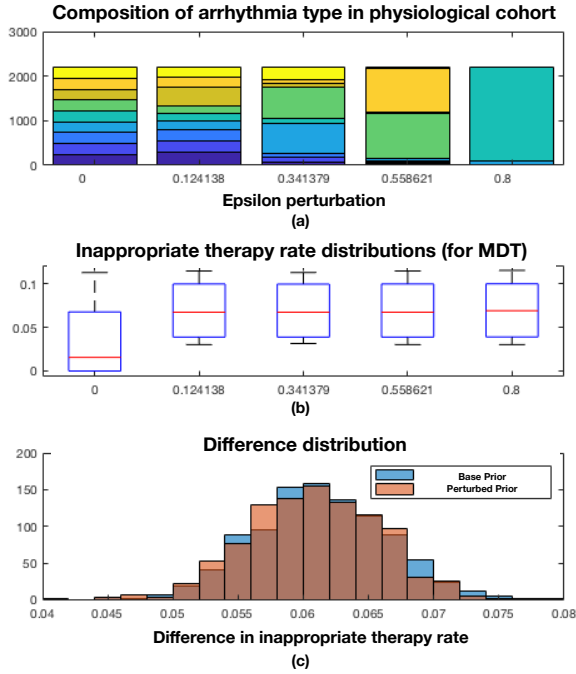 Composition of arrhythmia type in physiological cohort
3000
2000
1000
0
0 0.124138 0.341379 0.558621 0.8
Epsilon perturbation
(a)
Inappropriate therapy rate distributions (for MDT)
0.1
0.05
0
0 0.124138 0.341379 0.558621 0.8
(b)
Difference distribution
200
150
100
50
0
Base Prior
Perturbed Prior
0.04 0.045 0.05 0.055 0.06 0.065 0.07 0.075 0.08
Difference in inappropriate therapy rate
(c)